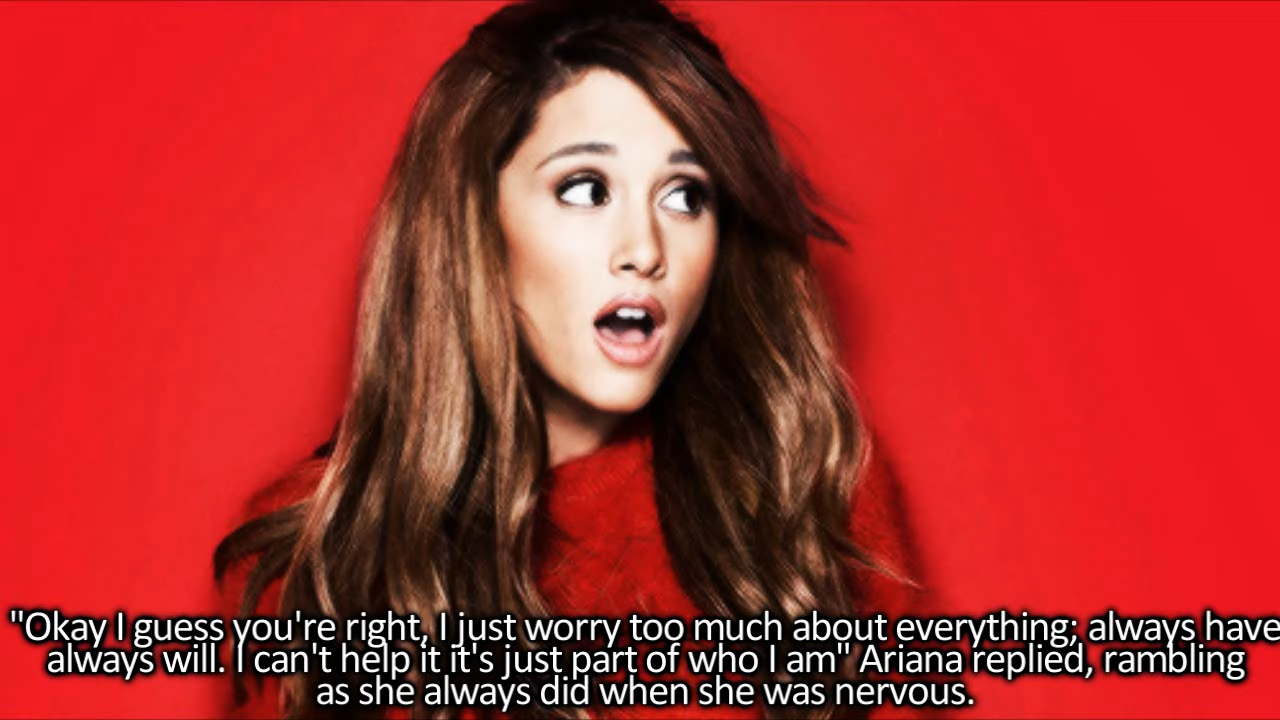 "Okay I guess you're right, I just worry too much about everything; always have
always will. I can't help it it's just part of who I am" Ariana replied, rambling
as she always did when she was nervous.